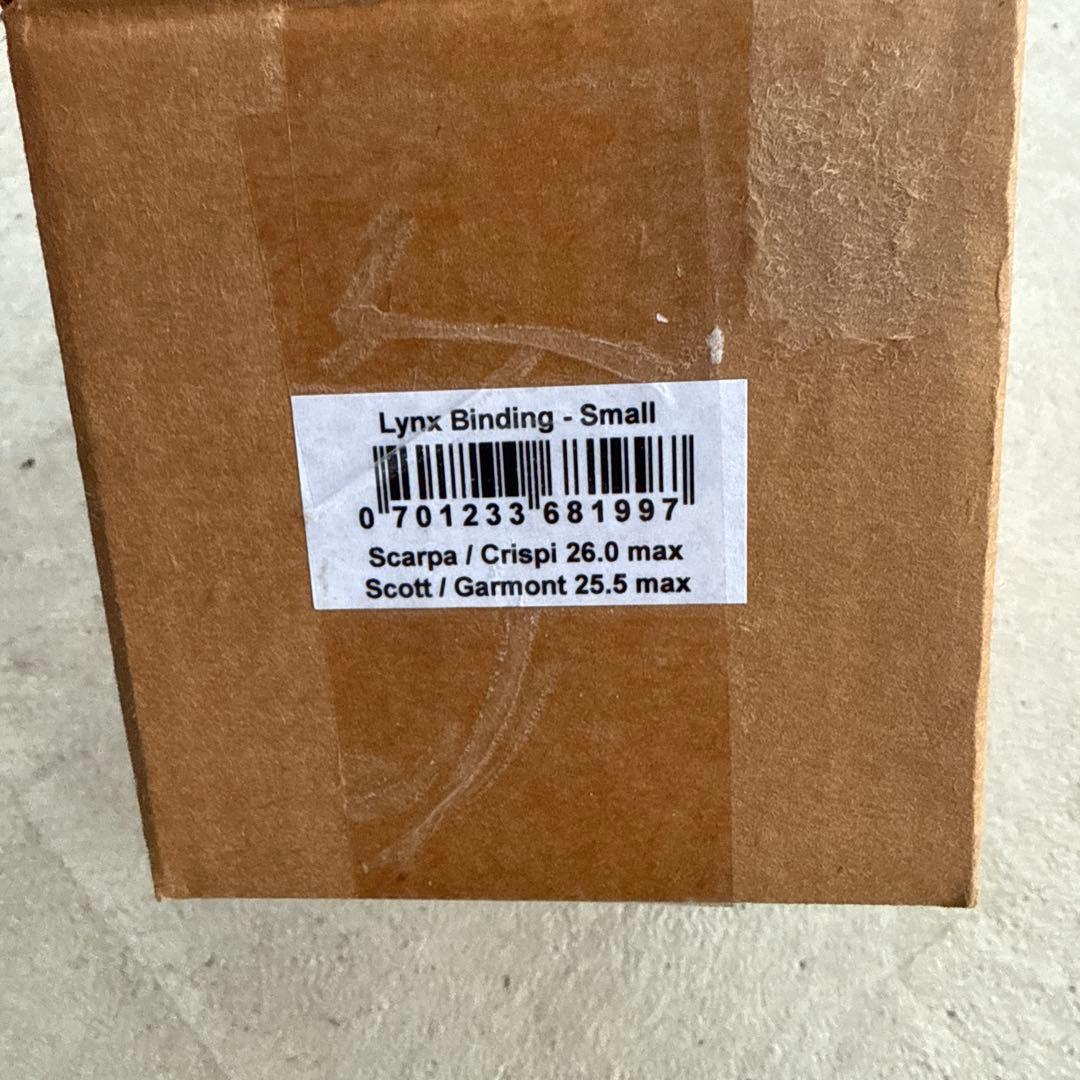 Lynx Binding - Small
0 701233 681997
Scarpa / Crispi 26.0 max
Scott / Garmont 25.5 max